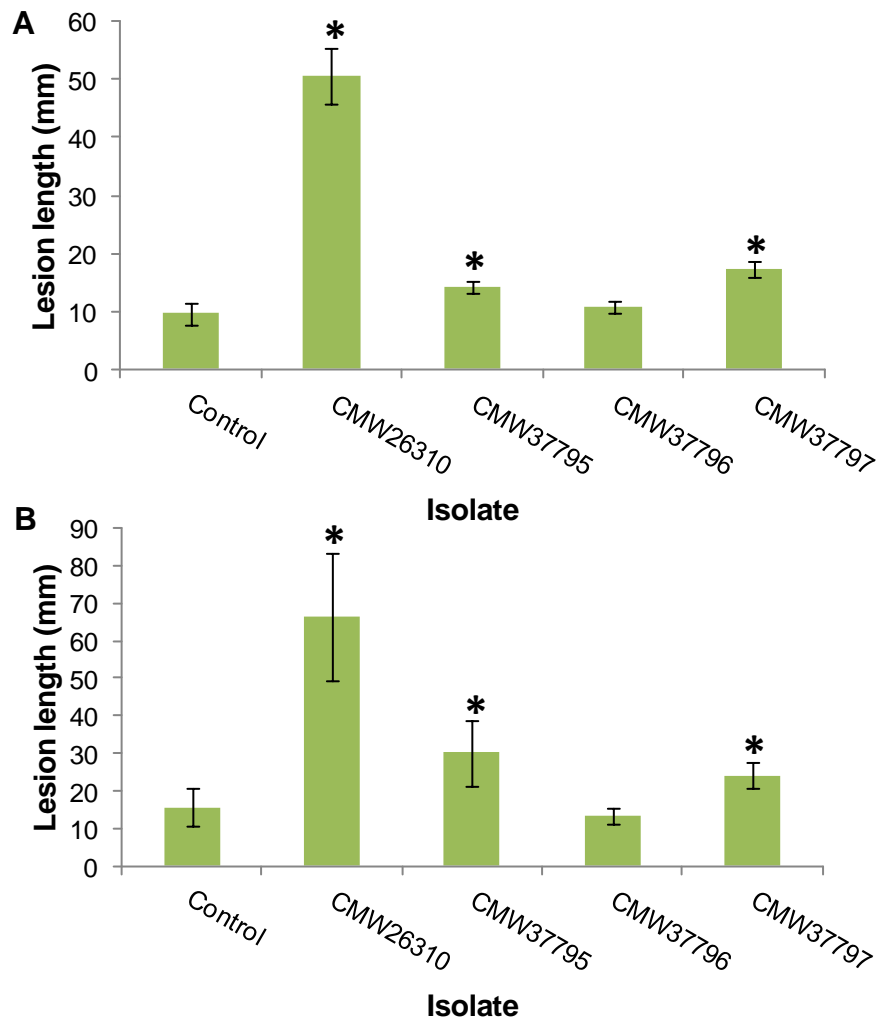 A
Lesion length (mm)
60
50
40
30
20
10
0
*
*
*
Control
CMW26310
CMW37795
CMW37796
CMW37797
Isolate
B
Lesion length (mm)
90
80
70
60
50
40
30
20
10
0
*
*
*
Control
CMW26310
CMW37795
CMW37796
CMW37797
Isolate